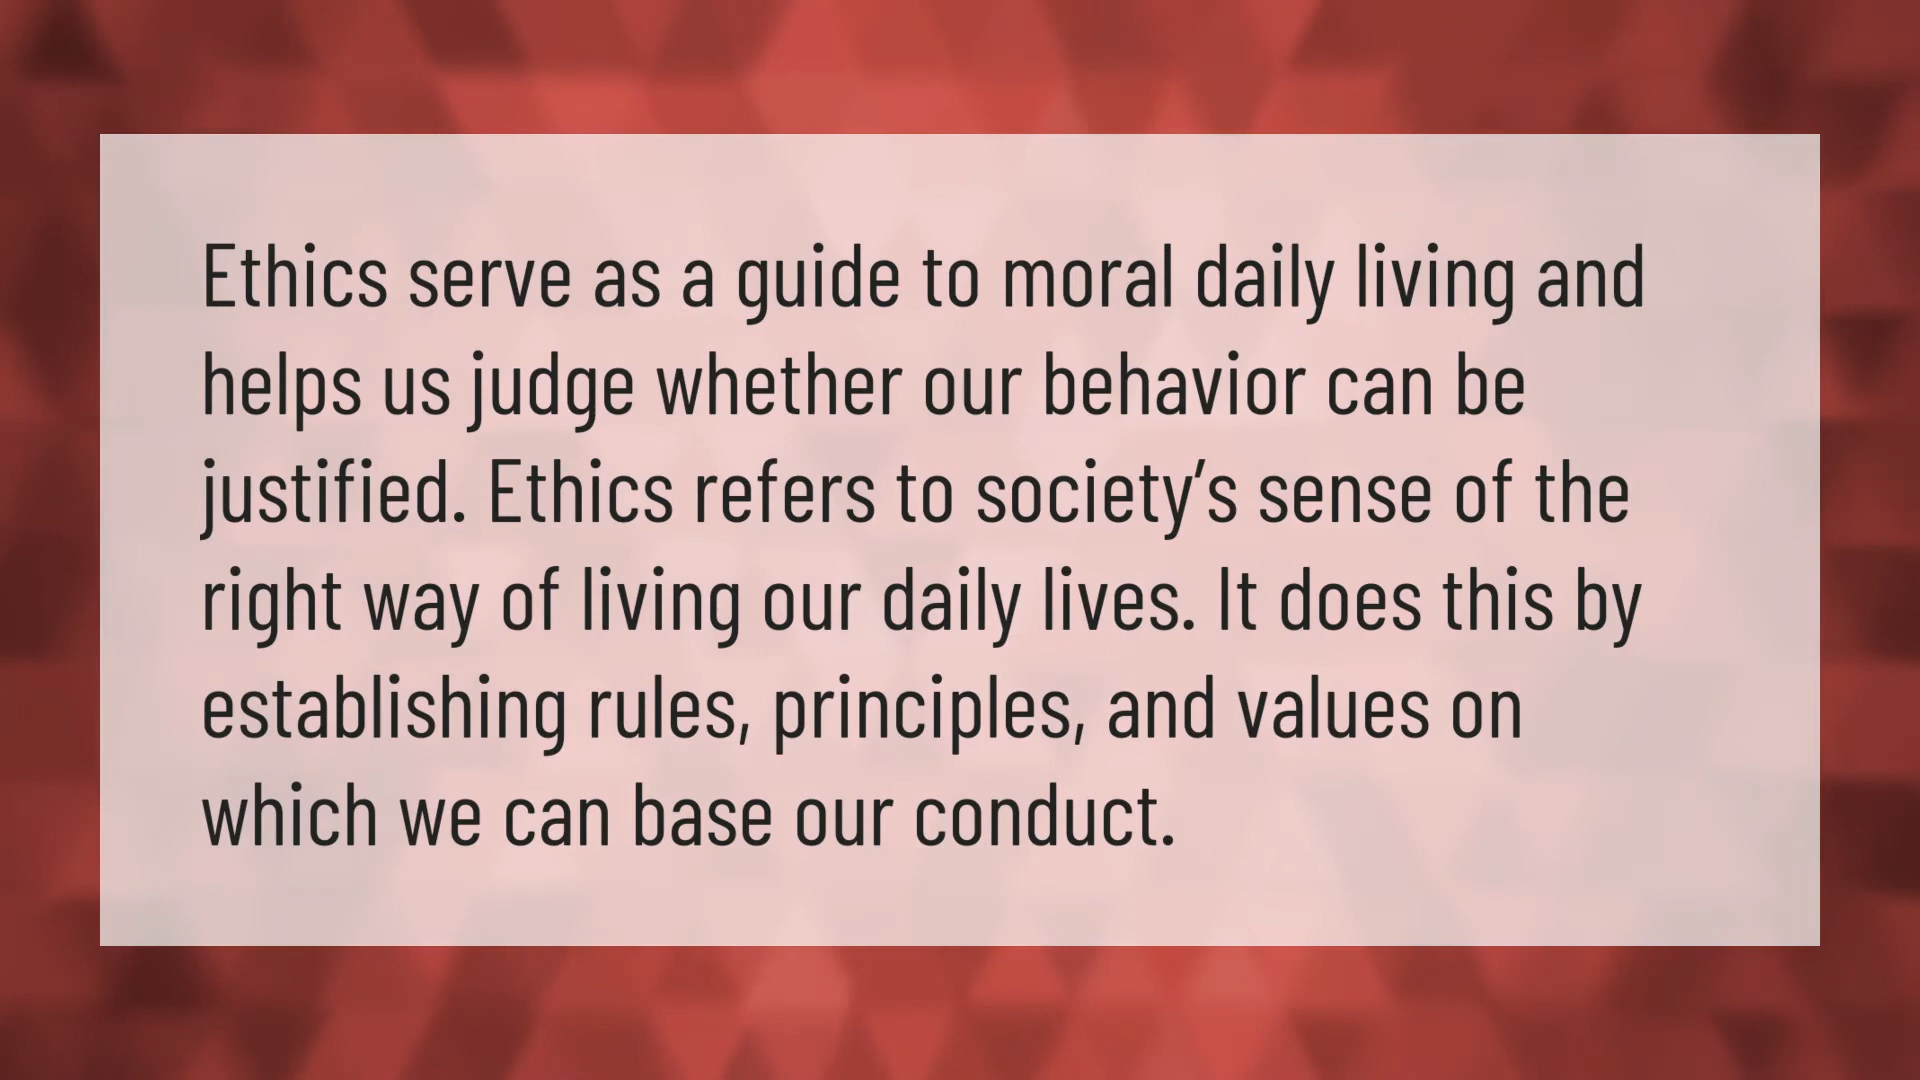 Ethics serve as a guide to moral daily living and
helps us judge whether our behavior can be
justified. Ethics refers to society’s sense of the
right way of living our daily lives. It does this by
establishing rules, principles, and values on
which we can base our conduct.